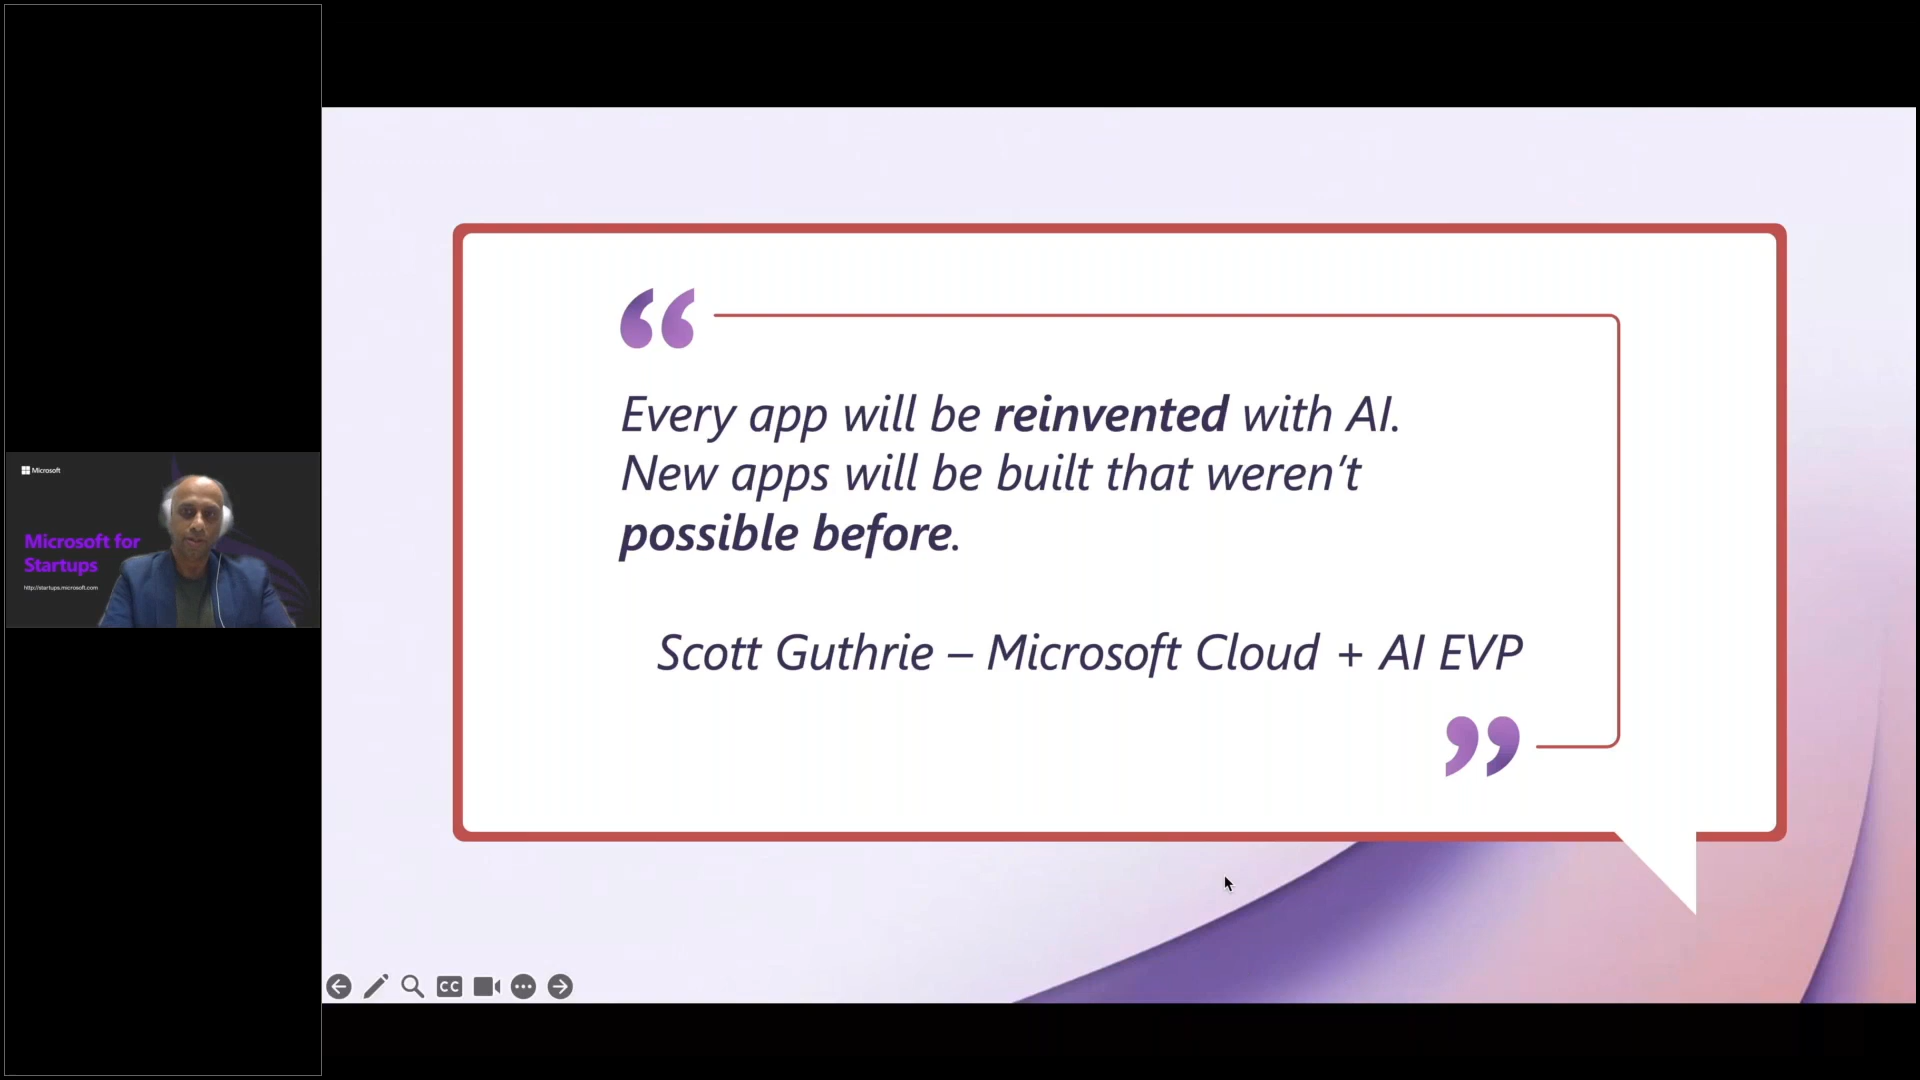 Microsoft
Microsoft for
Startups
http://startups.microsoft.com
“
Every app will be reinvented with AI.
New apps will be built that weren’t
possible before.
Scott Guthrie – Microsoft Cloud + AI EVP
”
CC